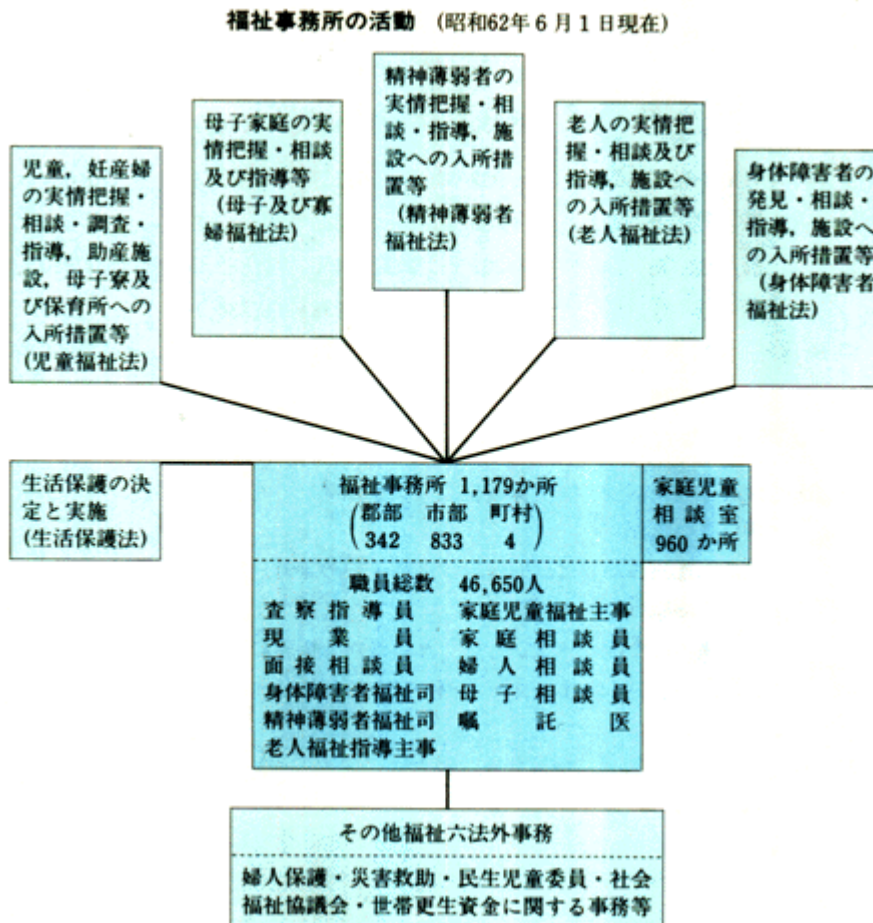 福祉事務所の活動 (昭和62年6月1日現在)
児童，妊産婦
の実情把握・
相談・調査・
指導，助産施
設，母子寮及
び保育所への
入所措置等
(児童福祉法)
母子家庭の実
情把握・相談
及び指導等
(母子及び寡
婦福祉法)
精神薄弱者の
実情把握・相
談・指導，施
設への入所措
置等
(精神薄弱者
福祉法)
老人の実情把
握・相談及び
指導，施設へ
の入所措置等
(老人福祉法)
身体障害者の
発見・相談・
指導，施設へ
の入所措置等
(身体障害者
福祉法)
生活保護の決
定と実施
(生活保護法)
福祉事務所 1,179か所
(郡部 市部 町村
342 833 4)
家庭児童
相談室
960か所
職員総数 46,650人
査察指導員 家庭児童福祉主事
現業員 家庭相談員
面接相談員 婦人相談員
身体障害者福祉司 母子相談員
精神薄弱者福祉司 嘱託医
老人福祉指導主事
その他福祉六法外事務
婦人保護・災害救助・民生児童委員・社会
福祉協議会・世帯更生資金に関する事務等